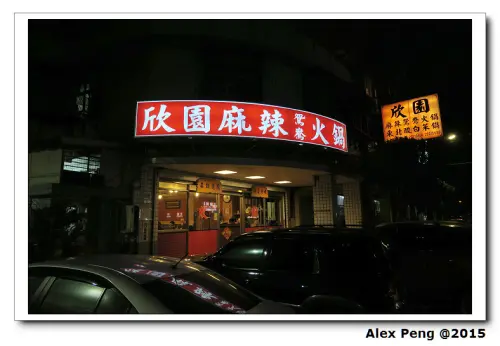 欣園麻辣鴛鴦火鍋
欣園
麻辣鴛鴦火鍋
東北酸白菜鍋
Alex Peng @2015